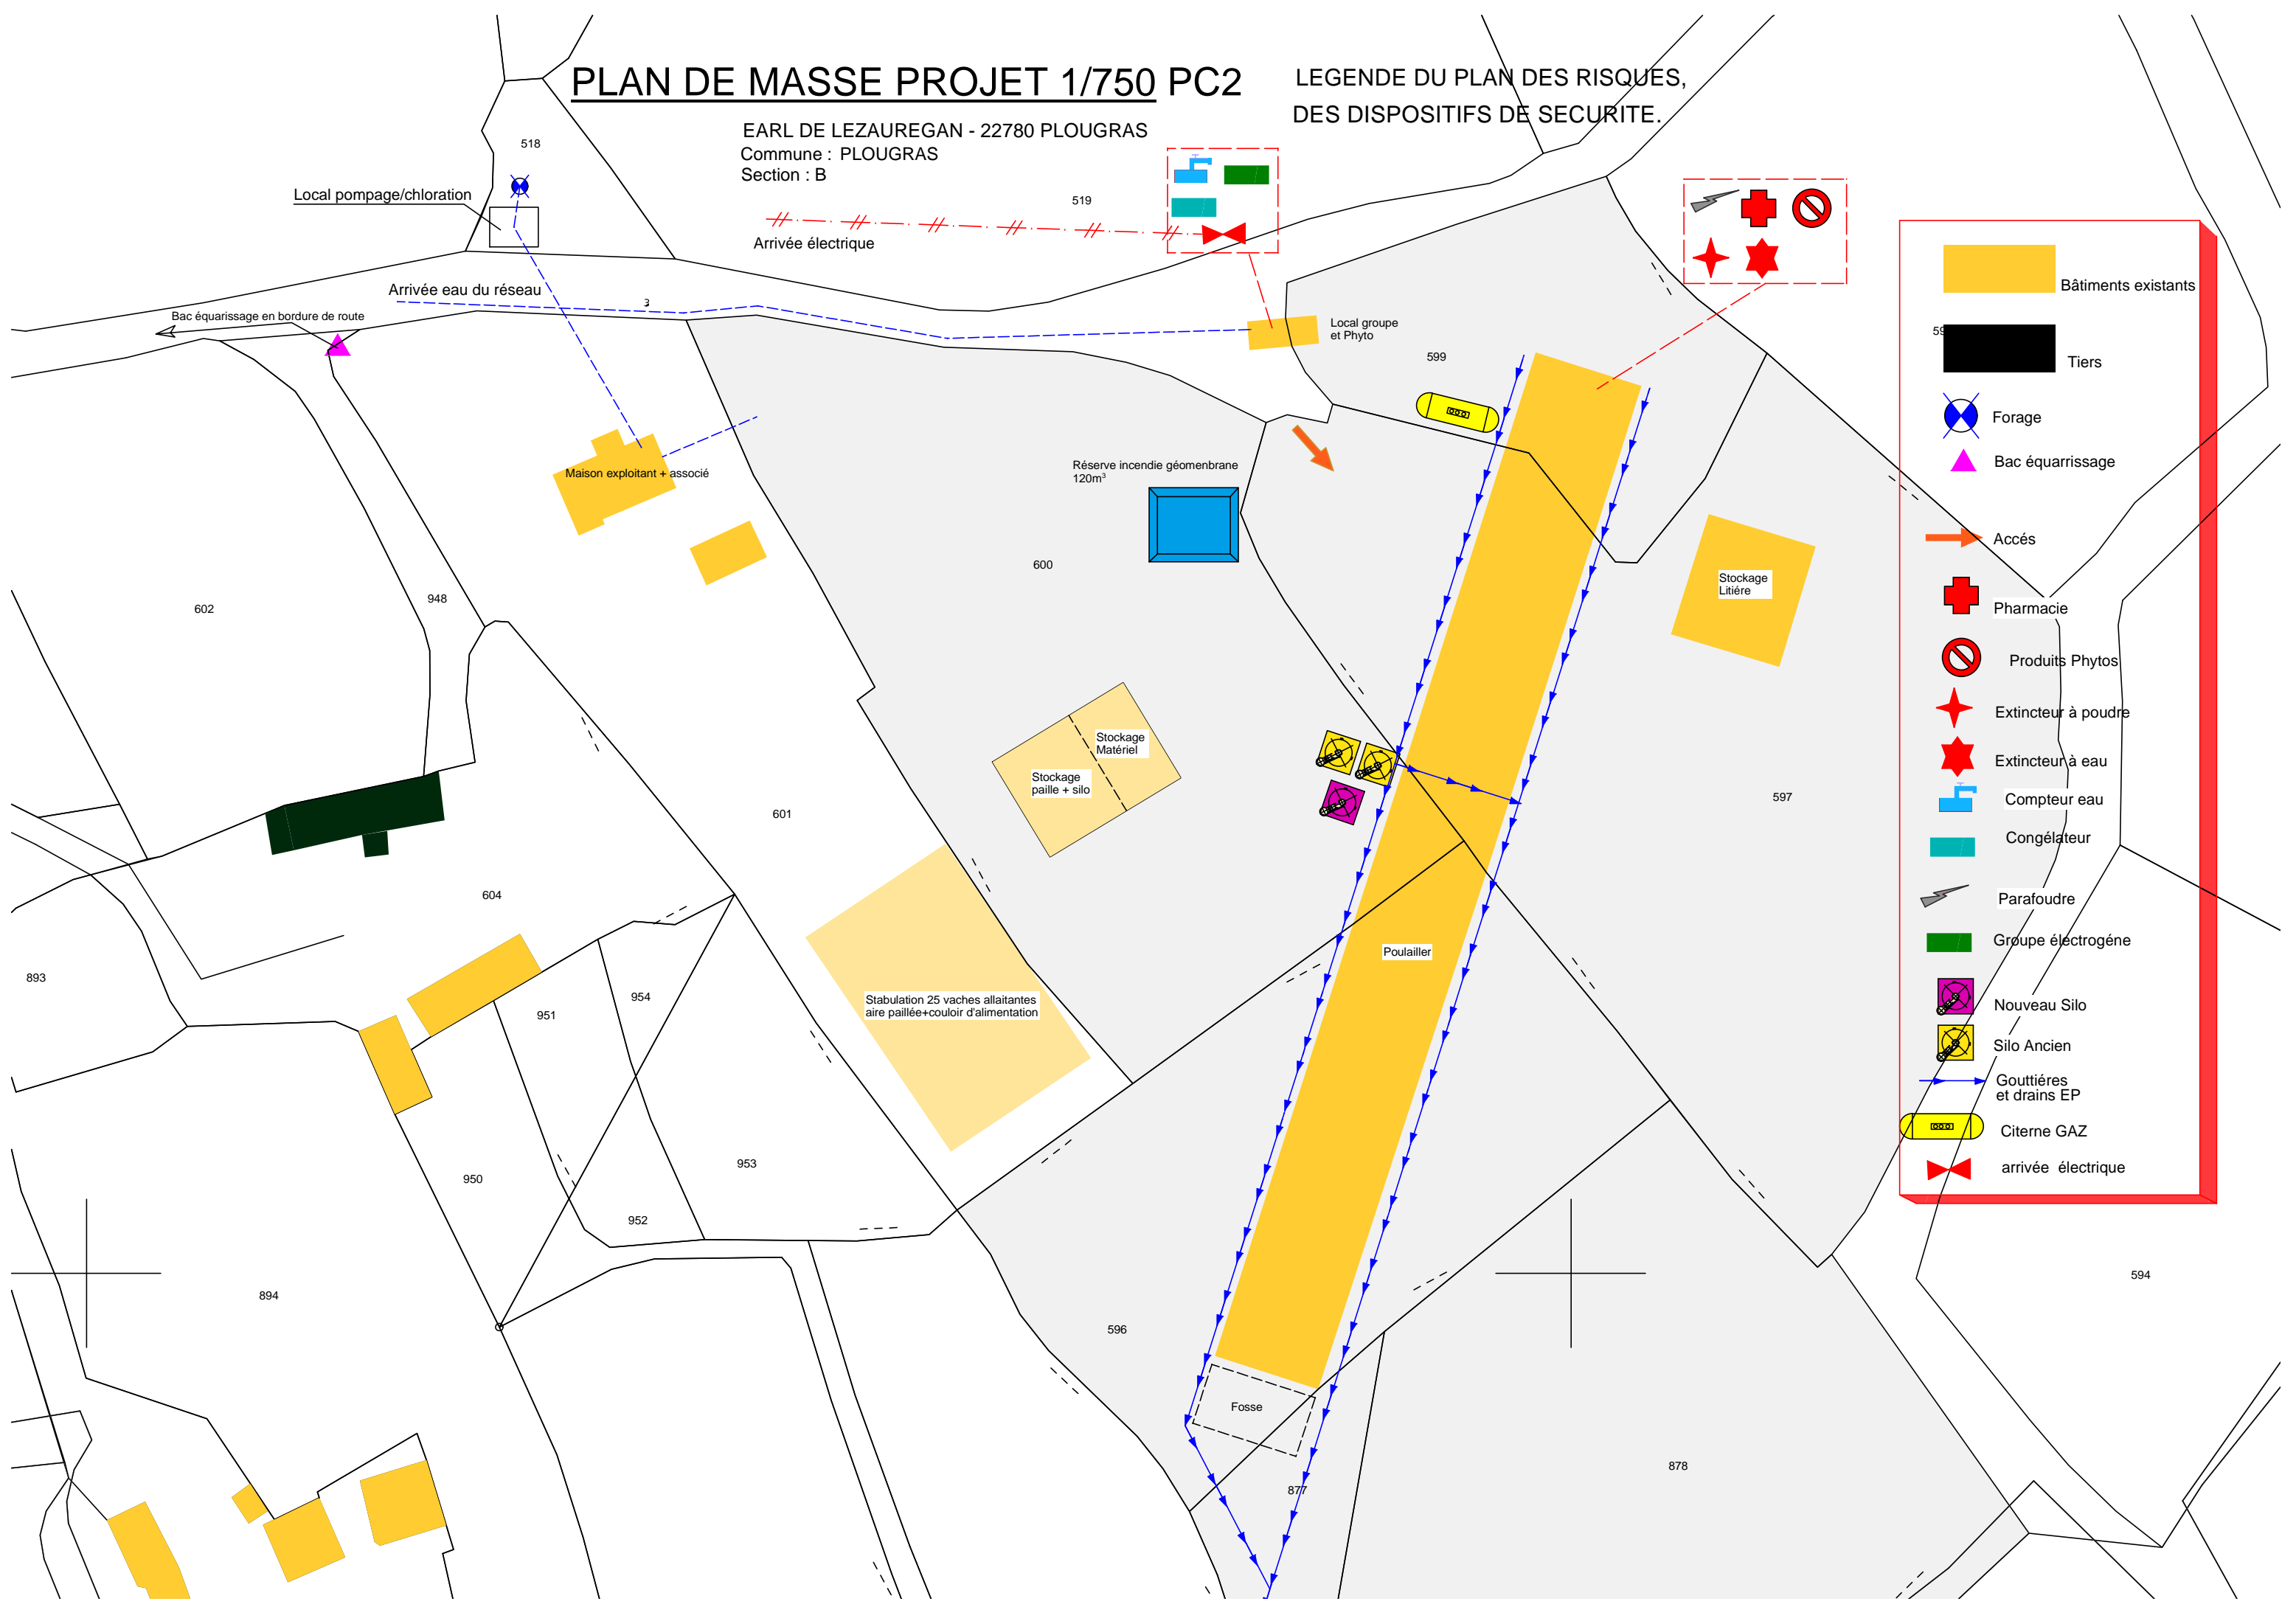 PLAN DE MASSE PROJET 1/750 PC2
LEGENDE DU PLAN DES RISQUES,
DES DISPOSITIFS DE SECURITE.
EARL DE LEZAUREGAN - 22780 PLOUGRAS
Commune : PLOUGRAS
Section : B
518
519
Local pompage/chloration
Arrivée électrique
Arrivée eau du réseau
3
Bac équarissage en bordure de route
Local groupe
et Phyto
599
Maison exploitant + associé
Réserve incendie géomenbrane
120m³
600
602
948
Stockage
Litiére
Stockage
Matériel
Stockage
paille + silo
601
597
604
893
951
954
Poulailler
Stabulation 25 vaches allaitantes
aire paillée+couloir d'alimentation
950
953
952
894
596
594
Fosse
877
878
Bâtiments existants
Tiers
Forage
Bac équarrissage
Accés
Pharmacie
Produits Phytos
Extincteur à poudre
Extincteur à eau
Compteur eau
Congélateur
Parafoudre
Groupe électrogéne
Nouveau Silo
Silo Ancien
Gouttiéres
et drains EP
Citerne GAZ
arrivée électrique